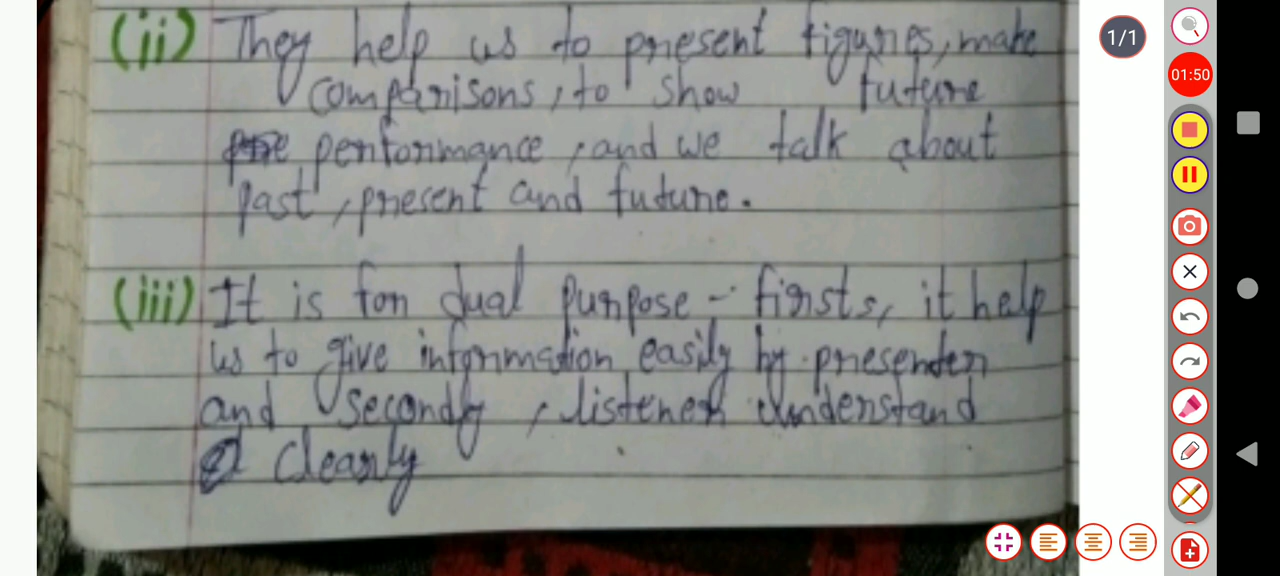 (ii) They help us to present figures, make
comparisons, to show future
performance, and we talk about
past, present and future.
(iii) It is for dual purpose - firsts, it help
us to give information easily by presenter
and secondly, listener understand
clearly
1/1
01:50